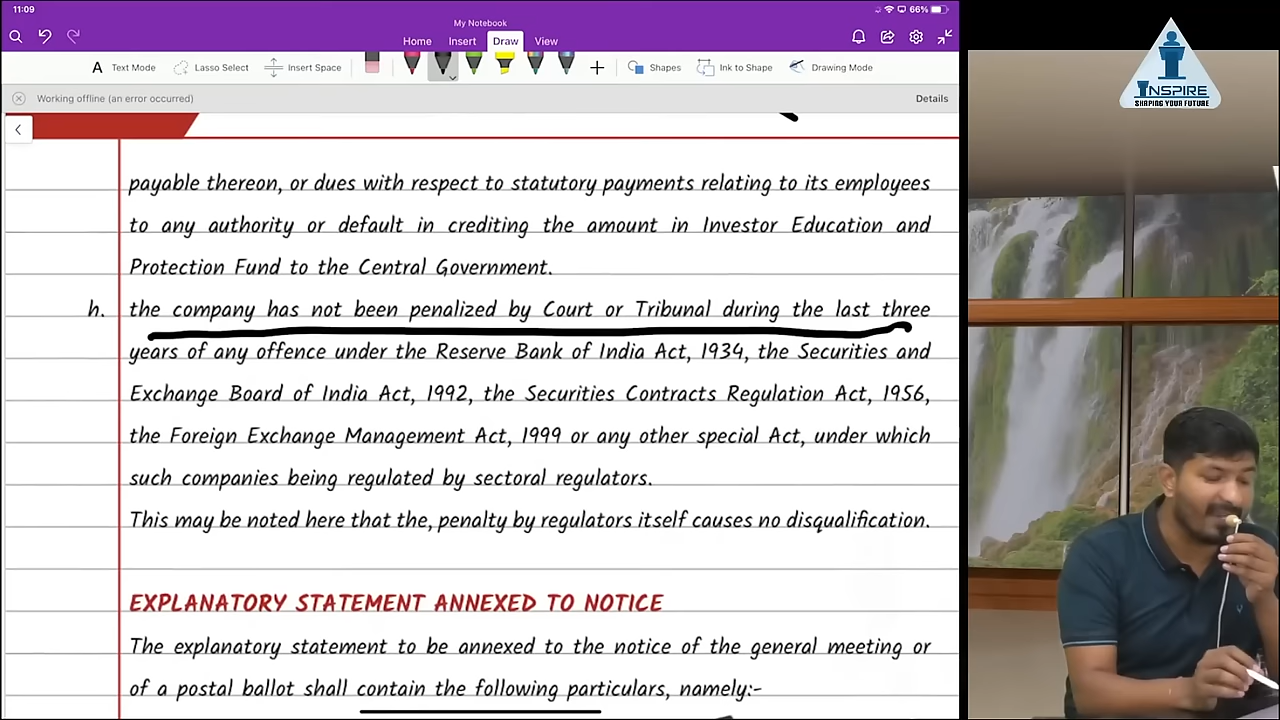 11:09
66%
My Notebook
Home Insert Draw View
Text Mode Lasso Select Insert Space Shapes Ink to Shape Drawing Mode
Working offline (an error occurred) Details
INSPIRE
SHAPING YOUR FUTURE
payable thereon, or dues with respect to statutory payments relating to its employees
to any authority or default in crediting the amount in Investor Education and
Protection Fund to the Central Government.
h. the company has not been penalized by Court or Tribunal during the last three
years of any offence under the Reserve Bank of India Act, 1934, the Securities and
Exchange Board of India Act, 1992, the Securities Contracts Regulation Act, 1956,
the Foreign Exchange Management Act, 1999 or any other special Act, under which
such companies being regulated by sectoral regulators.
This may be noted here that the, penalty by regulators itself causes no disqualification.
EXPLANATORY STATEMENT ANNEXED TO NOTICE
The explanatory statement to be annexed to the notice of the general meeting or
of a postal ballot shall contain the following particulars, namely:-